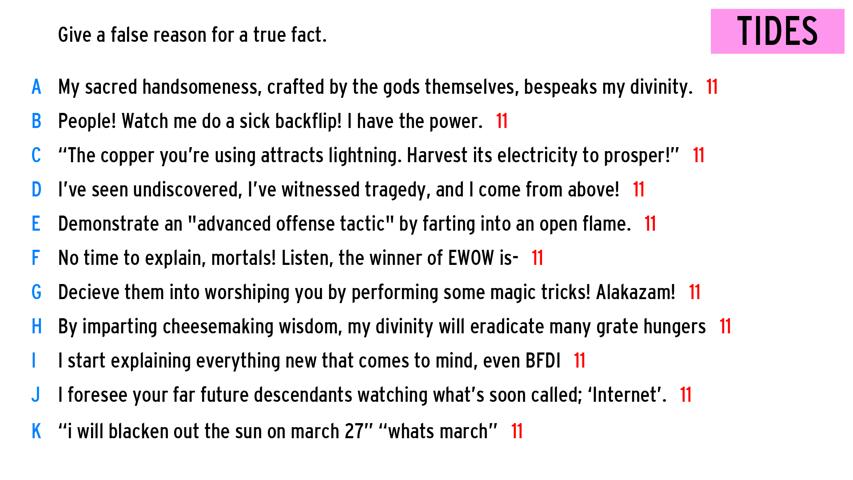 Give a false reason for a true fact.
TIDES
A My sacred handsomeness, crafted by the gods themselves, bespeaks my divinity. 11
B People! Watch me do a sick backflip! I have the power. 11
C “The copper you’re using attracts lightning. Harvest its electricity to prosper!” 11
D I’ve seen undiscovered, I’ve witnessed tragedy, and I come from above! 11
E Demonstrate an "advanced offense tactic" by farting into an open flame. 11
F No time to explain, mortals! Listen, the winner of EWOW is- 11
G Decieve them into worshiping you by performing some magic tricks! Alakazam! 11
H By imparting cheesemaking wisdom, my divinity will eradicate many grate hungers 11
I I start explaining everything new that comes to mind, even BFDI 11
J I foresee your far future descendants watching what’s soon called; ‘Internet’. 11
K “i will blacken out the sun on march 27” “whats march” 11